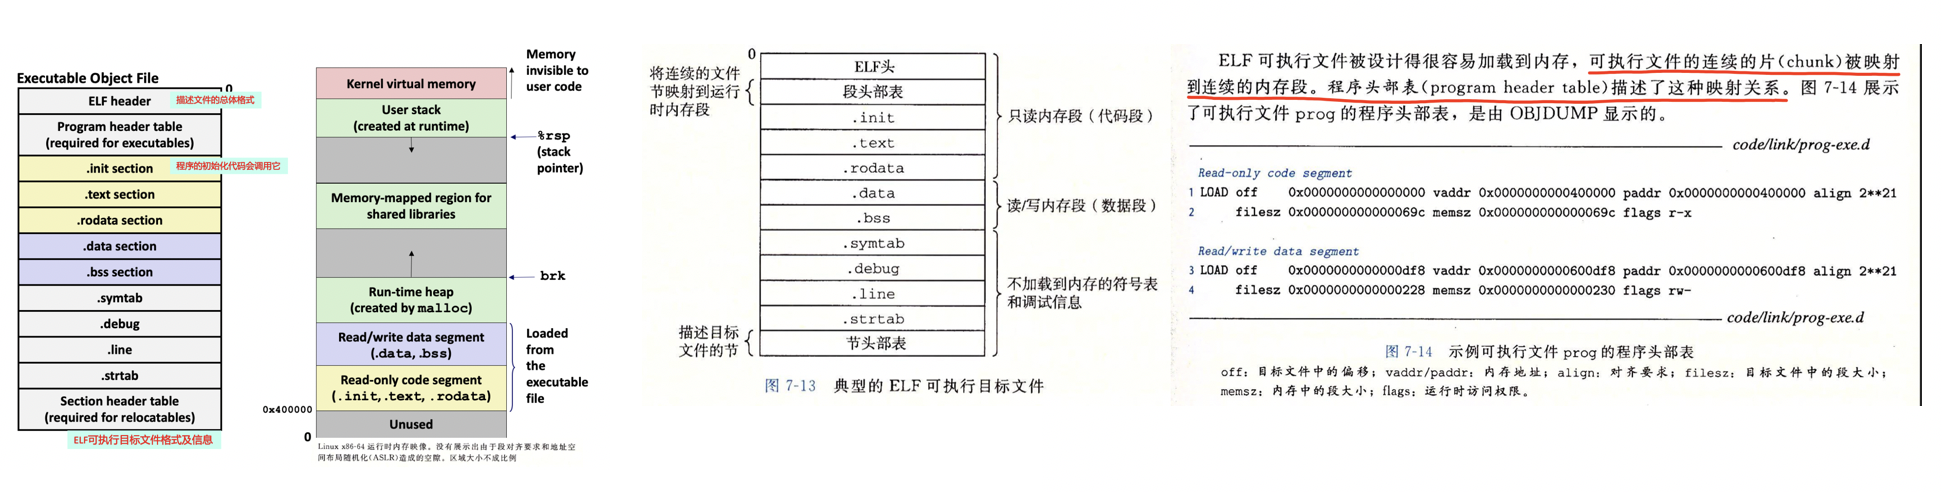 Executable Object File
0
ELF header
描述文件的总体格式
Program header table
(required for executables)
.init section
程序的初始化代码会调用它
.text section
.rodata section
.data section
.bss section
.symtab
.debug
.line
.strtab
Section header table
(required for relocatables)
ELF可执行目标文件格式及信息
Kernel virtual memory
Memory
invisible to
user code
User stack
(created at runtime)
%rsp
(stack
pointer)
Memory-mapped region for
shared libraries
brk
Run-time heap
(created by malloc)
Read/write data segment
(.data, .bss)
Read-only code segment
(.init, .text, .rodata)
Loaded
from
the
executable
file
0x400000
Unused
0
Linux x86-64 运行时内存映像。没有展示出由于段对齐要求和地址空
间布局随机化(ASLR)造成的空隙。区域大小不成比例
0
将连续的文件
节映射到运行
时内存段
ELF头
段头部表
.init
.text
.rodata
.data
.bss
.symtab
.debug
.line
.strtab
节头部表
只读内存段（代码段）
读/写内存段（数据段）
不加载到内存的符号表
和调试信息
描述目标
文件的节
图 7-13 典型的 ELF 可执行目标文件
ELF 可执行文件被设计得很容易加载到内存，可执行文件的连续的片(chunk)被映射
到连续的内存段。程序头部表(program header table)描述了这种映射关系。图 7-14 展示
了可执行文件 prog 的程序头部表，是由 OBJDUMP 显示的。
code/link/prog-exe.d
Read-only code segment
1 LOAD off 0x0000000000000000 vaddr 0x0000000000400000 paddr 0x0000000000400000 align 2**21
2 filesz 0x000000000000069c memsz 0x000000000000069c flags r-x
Read/write data segment
3 LOAD off 0x0000000000000df8 vaddr 0x0000000000600df8 paddr 0x0000000000600df8 align 2**21
4 filesz 0x0000000000000228 memsz 0x0000000000000230 flags rw-
code/link/prog-exe.d
图 7-14 示例可执行文件 prog 的程序头部表
off：目标文件中的偏移；vaddr/paddr：内存地址；align：对齐要求；filesz：目标文件中的段大小；
memsz：内存中的段大小；flags：运行时访问权限。